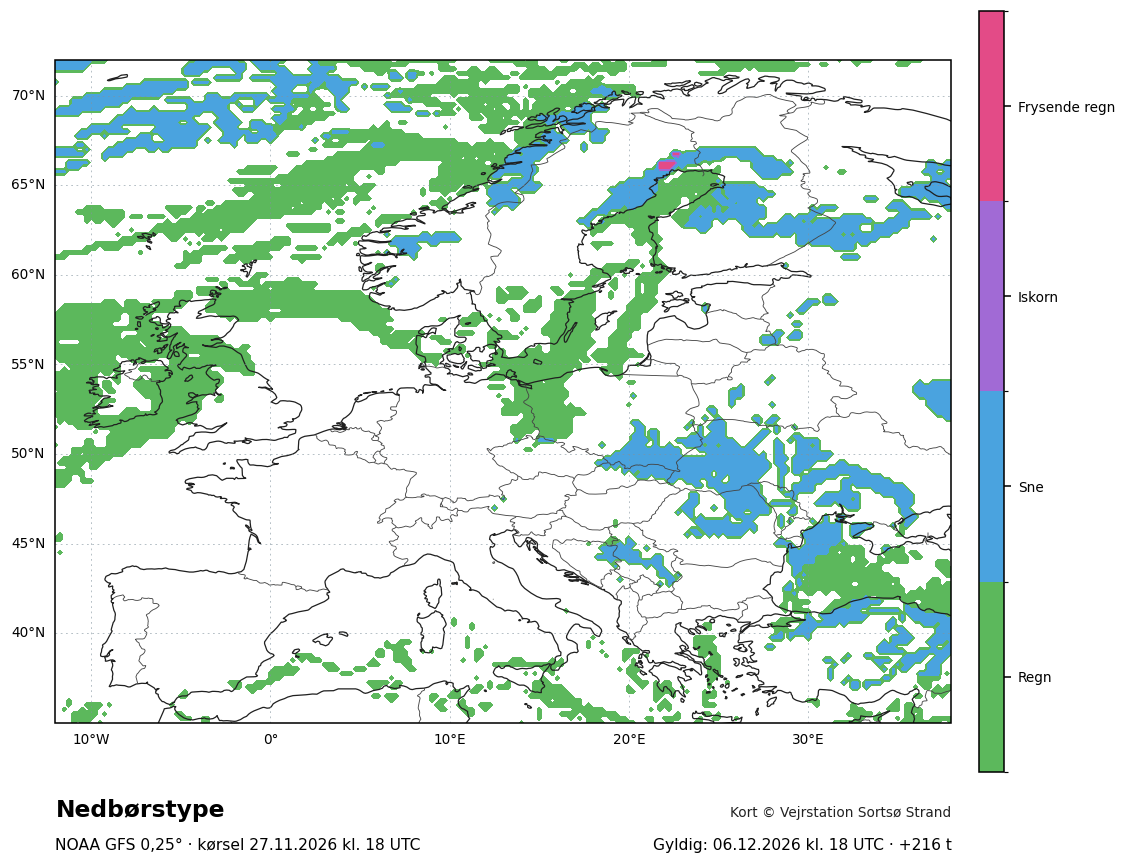 70°N
65°N
60°N
55°N
50°N
45°N
40°N
10°W
0°
10°E
20°E
30°E
Frysende regn
Iskorn
Sne
Regn
Nedbørstype
Kort © Vejrstation Sortsø Strand
NOAA GFS 0,25° · kørsel 27.11.2026 kl. 18 UTC
Gyldig: 06.12.2026 kl. 18 UTC · +216 t